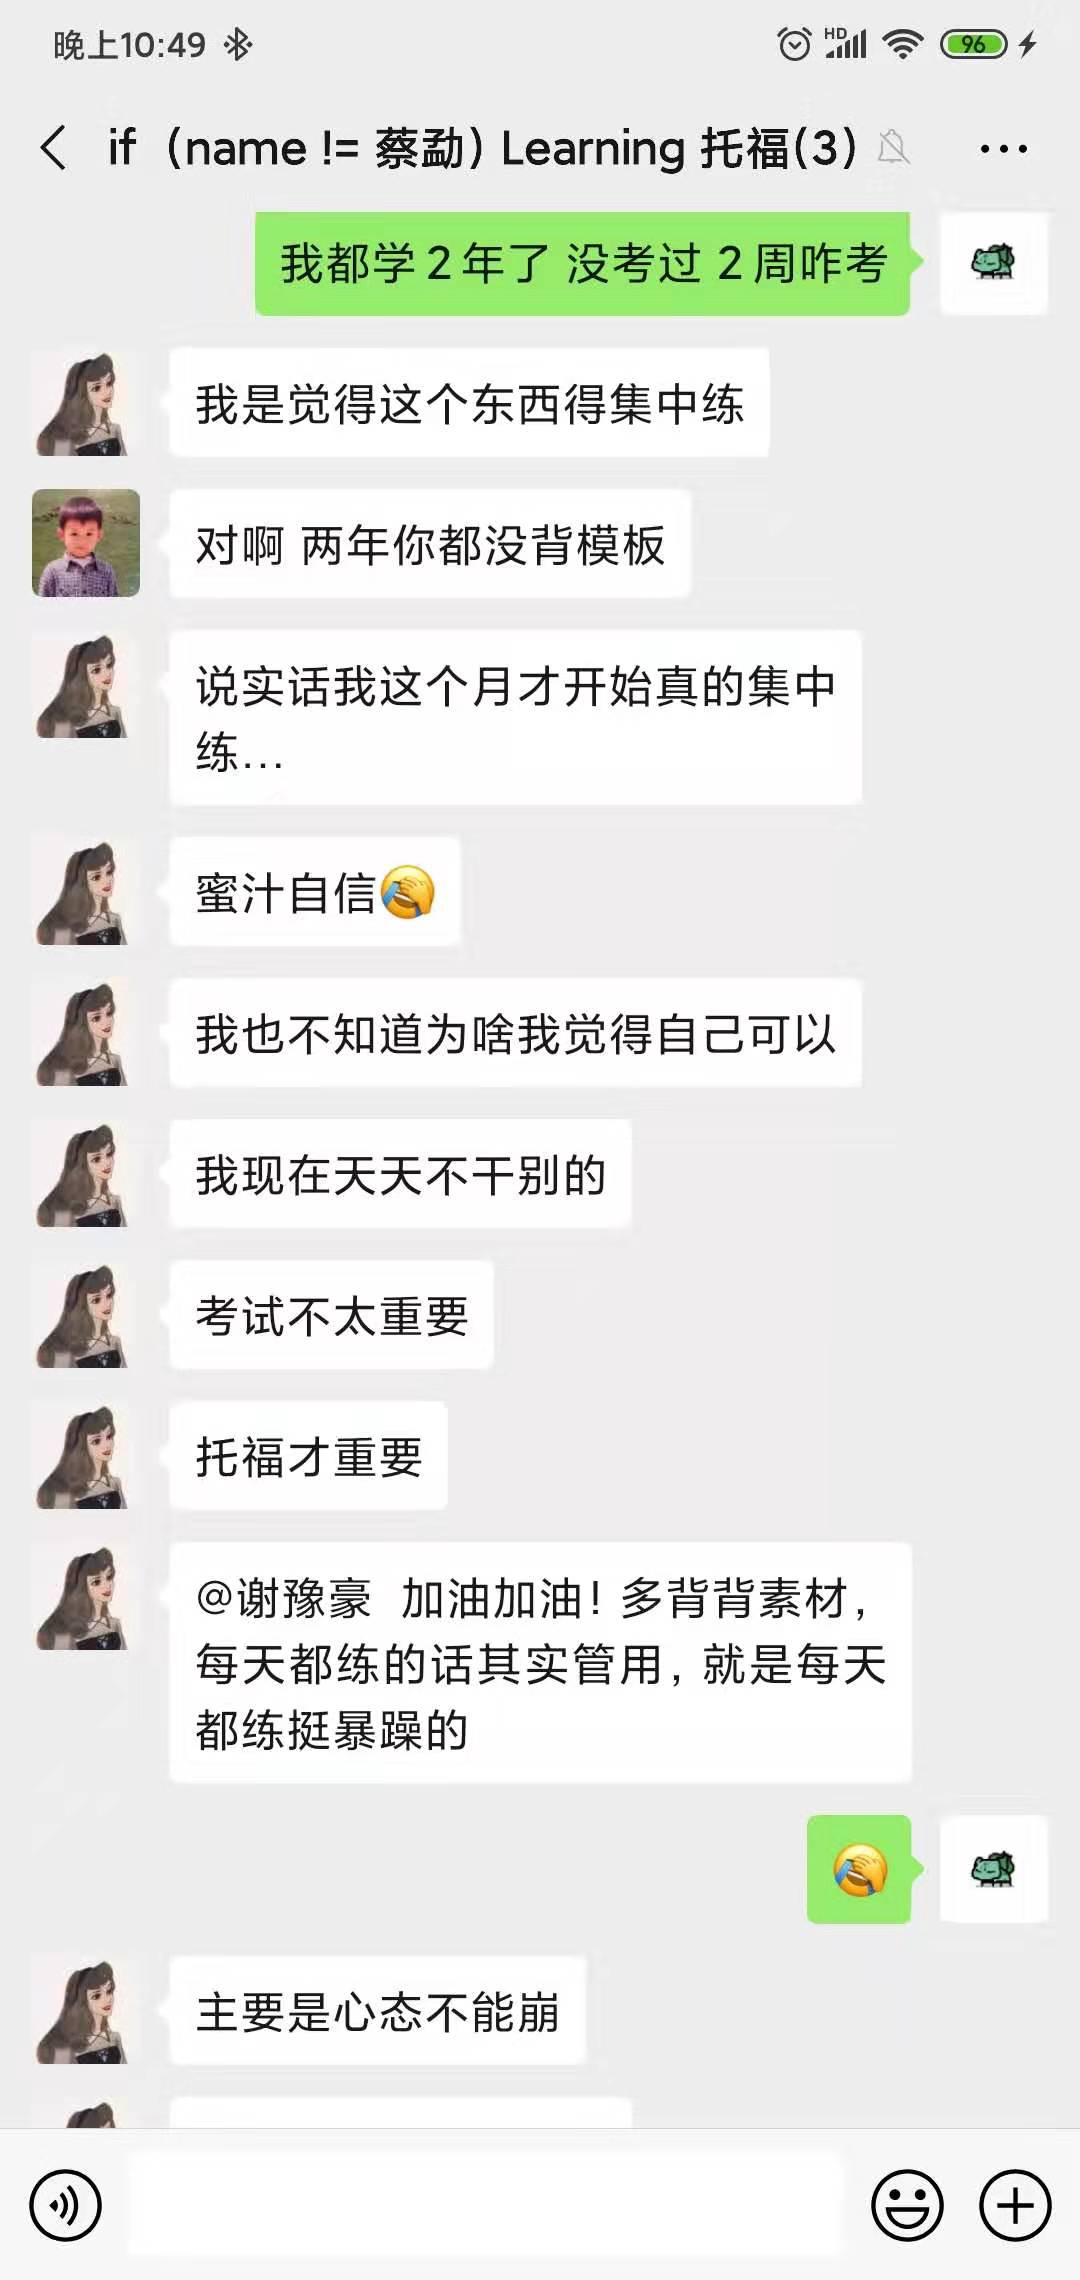 晚上10:49
HD
96
if（name != 蔡勐）Learning 托福(3)
我都学 2 年了 没考过 2 周咋考
我是觉得这个东西得集中练
对啊 两年你都没背模板
说实话我这个月才开始真的集中
练...
蜜汁自信🤦
我也不知道为啥我觉得自己可以
我现在天天不干别的
考试不太重要
托福才重要
@谢豫豪 加油加油！多背背素材，
每天都练的话其实管用，就是每天
都练挺暴躁的
主要是心态不能崩